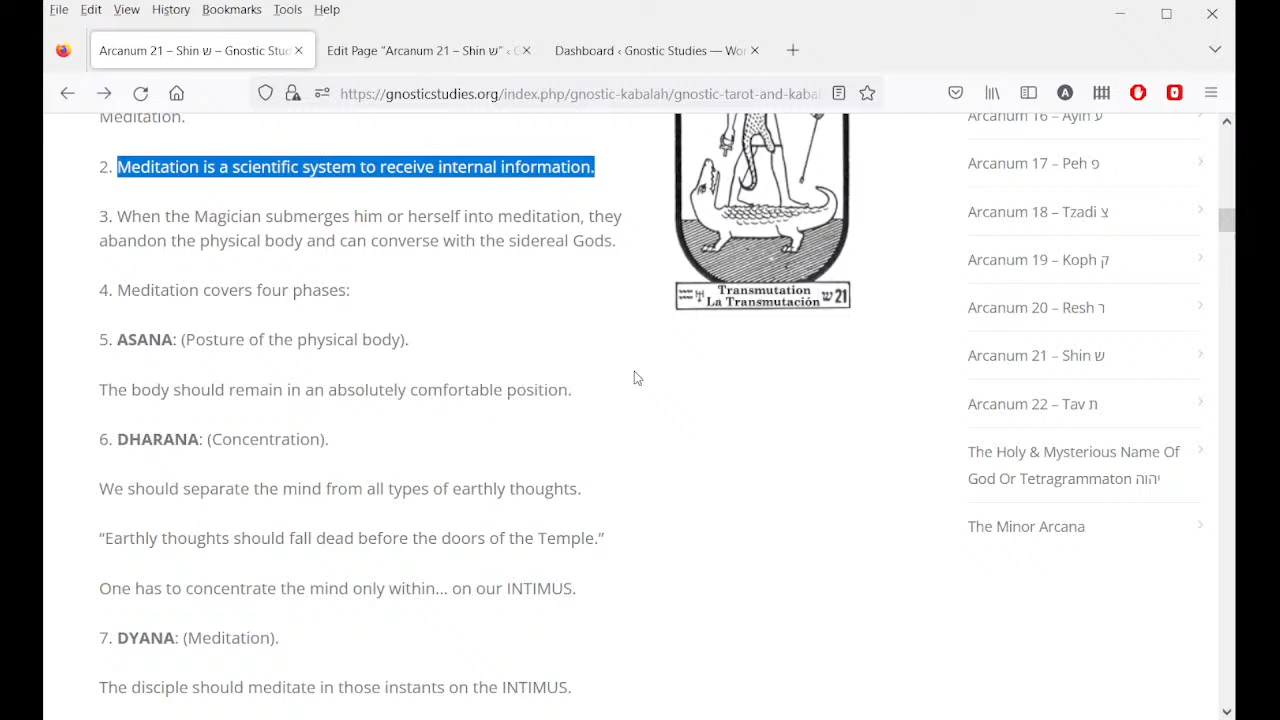 File Edit View History Bookmarks Tools Help
Arcanum 21 – Shin ש – Gnostic Stud
Edit Page “Arcanum 21 – Shin ש” ‹ G
Dashboard ‹ Gnostic Studies — Wor
https://gnosticstudies.org/index.php/gnostic-kabalah/gnostic-tarot-and-kabal
Meditation.
2. Meditation is a scientific system to receive internal information.
3. When the Magician submerges him or herself into meditation, they
abandon the physical body and can converse with the sidereal Gods.
4. Meditation covers four phases:
5. ASANA: (Posture of the physical body).
The body should remain in an absolutely comfortable position.
6. DHARANA: (Concentration).
We should separate the mind from all types of earthly thoughts.
“Earthly thoughts should fall dead before the doors of the Temple.”
One has to concentrate the mind only within... on our INTIMUS.
7. DYANA: (Meditation).
The disciple should meditate in those instants on the INTIMUS.
Transmutation
La Transmutación ש 21
Arcanum 16 – Ayin ע
Arcanum 17 – Peh פ
Arcanum 18 – Tzadi צ
Arcanum 19 – Koph ק
Arcanum 20 – Resh ר
Arcanum 21 – Shin ש
Arcanum 22 – Tav ת
The Holy & Mysterious Name Of
God Or Tetragrammaton יהוה
The Minor Arcana